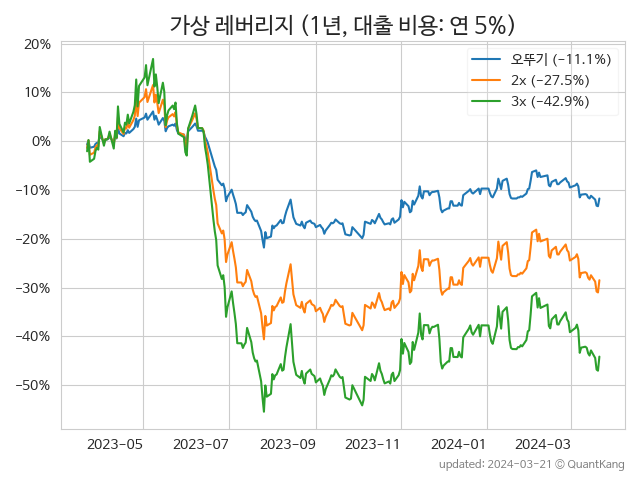 가상 레버리지 (1년, 대출 비용: 연 5%)
20%
10%
0%
−10%
−20%
−30%
−40%
−50%
오뚜기 (−11.1%)
2x (−27.5%)
3x (−42.9%)
2023-05
2023-07
2023-09
2023-11
2024-01
2024-03
updated: 2024-03-21 © QuantKang